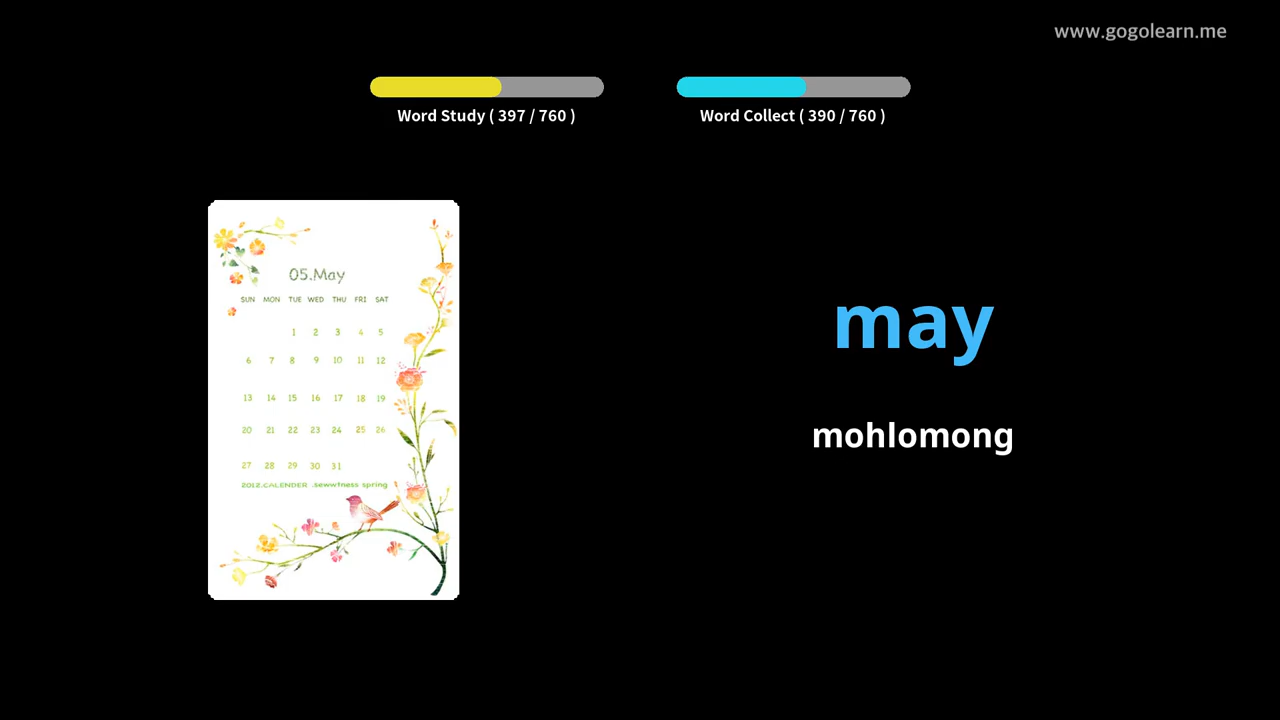 www.gogolearn.me
Word Study ( 397 / 760 )
Word Collect ( 390 / 760 )
05.May
SUN MON TUE WED THU FRI SAT
1 2 3 4 5
6 7 8 9 10 11 12
13 14 15 16 17 18 19
20 21 22 23 24 25 26
27 28 29 30 31
2012.CALENDER .sewwtness spring
may
mohlomong